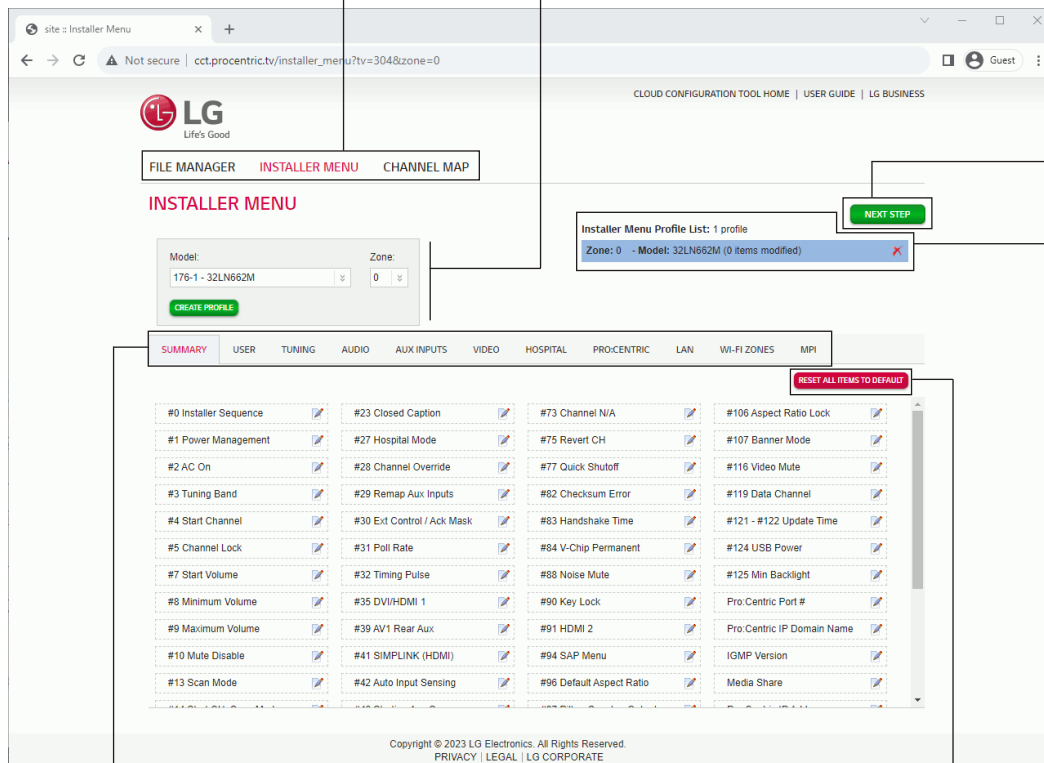 site :: Installer Menu
Not secure | cct.procentric.tv/installer_menu?tv=304&zone=0
Guest
CLOUD CONFIGURATION TOOL HOME | USER GUIDE | LG BUSINESS
LG
Life's Good
FILE MANAGER INSTALLER MENU CHANNEL MAP
INSTALLER MENU
NEXT STEP
Installer Menu Profile List: 1 profile
Zone: 0 - Model: 32LN662M (0 items modified)
Model: Zone:
176-1 - 32LN662M 0
CREATE PROFILE
SUMMARY USER TUNING AUDIO AUX INPUTS VIDEO HOSPITAL PRO:CENTRIC LAN WI-FI ZONES MPI
RESET ALL ITEMS TO DEFAULT
#0 Installer Sequence #23 Closed Caption #73 Channel N/A #106 Aspect Ratio Lock
#1 Power Management #27 Hospital Mode #75 Revert CH #107 Banner Mode
#2 AC On #28 Channel Override #77 Quick Shutoff #116 Video Mute
#3 Tuning Band #29 Remap Aux Inputs #82 Checksum Error #119 Data Channel
#4 Start Channel #30 Ext Control / Ack Mask #83 Handshake Time #121 - #122 Update Time
#5 Channel Lock #31 Poll Rate #84 V-Chip Permanent #124 USB Power
#7 Start Volume #32 Timing Pulse #88 Noise Mute #125 Min Backlight
#8 Minimum Volume #35 DVI/HDMI 1 #90 Key Lock Pro:Centric Port #
#9 Maximum Volume #39 AV1 Rear Aux #91 HDMI 2 Pro:Centric IP Domain Name
#10 Mute Disable #41 SIMPLINK (HDMI) #94 SAP Menu IGMP Version
#13 Scan Mode #42 Auto Input Sensing #96 Default Aspect Ratio Media Share
Copyright © 2023 LG Electronics. All Rights Reserved.
PRIVACY | LEGAL | LG CORPORATE